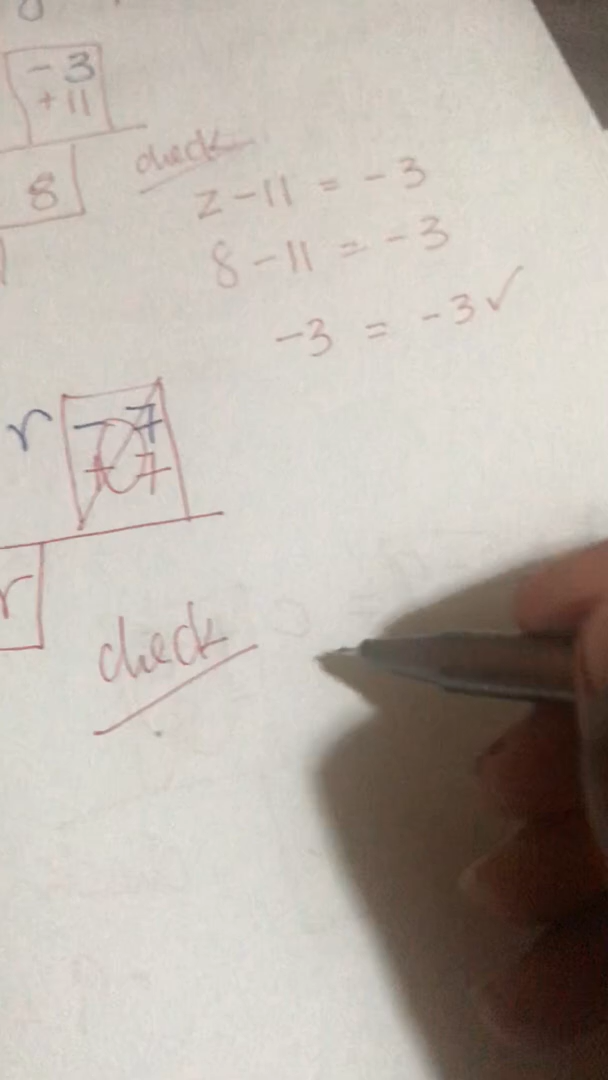 - 3
+ 11
8
check
z - 11 = - 3
8 - 11 = - 3
-3 = -3 ✓
r - 7
+ 7
r
check